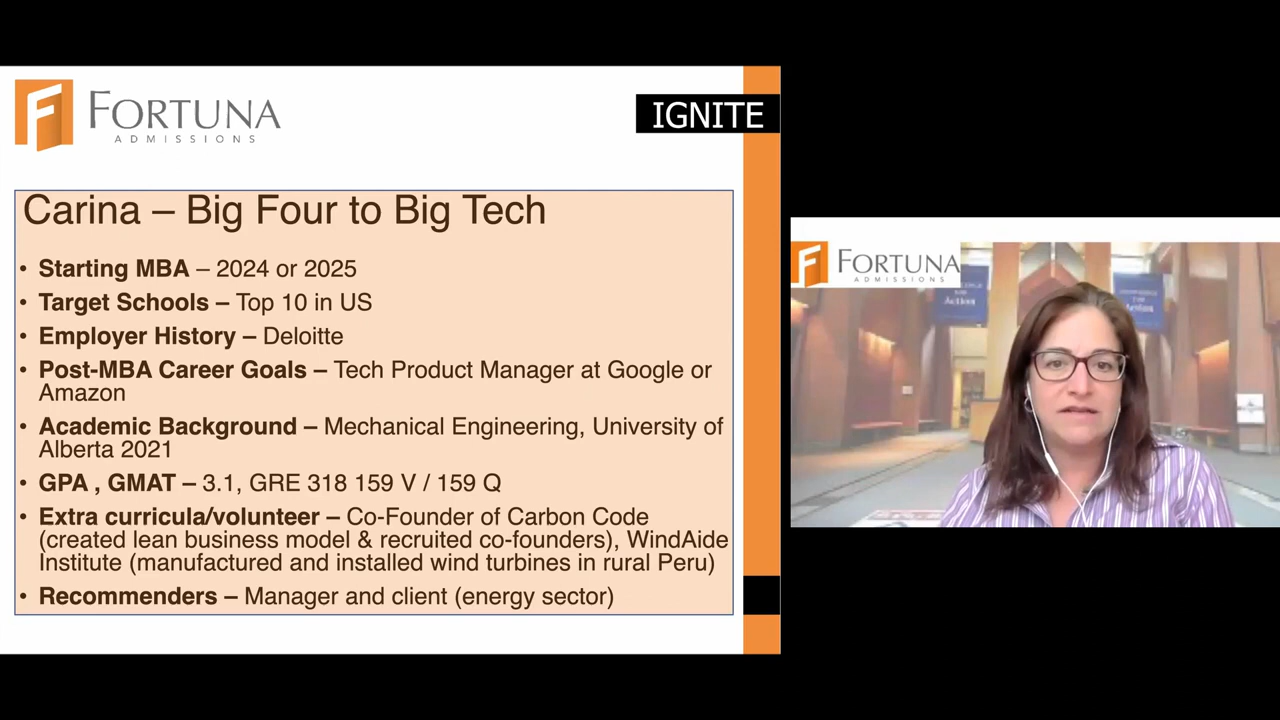 FORTUNA
ADMISSIONS
IGNITE
Carina – Big Four to Big Tech
• Starting MBA – 2024 or 2025
• Target Schools – Top 10 in US
• Employer History – Deloitte
• Post-MBA Career Goals – Tech Product Manager at Google or
Amazon
• Academic Background – Mechanical Engineering, University of
Alberta 2021
• GPA , GMAT – 3.1, GRE 318 159 V / 159 Q
• Extra curricula/volunteer – Co-Founder of Carbon Code
(created lean business model & recruited co-founders), WindAide
Institute (manufactured and installed wind turbines in rural Peru)
• Recommenders – Manager and client (energy sector)
FORTUNA
ADMISSIONS
Action